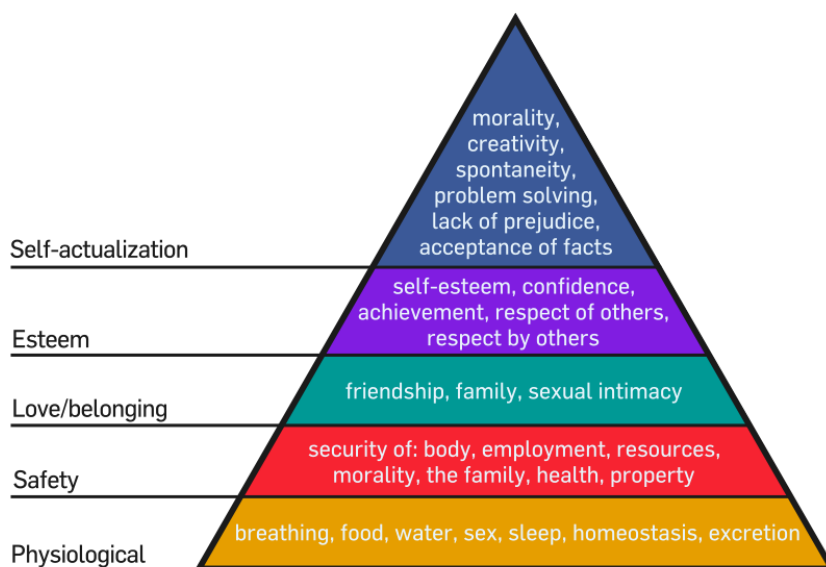 morality,
creativity,
spontaneity,
problem solving,
lack of prejudice,
acceptance of facts
Self-actualization
self-esteem, confidence,
achievement, respect of others,
respect by others
Esteem
friendship, family, sexual intimacy
Love/belonging
security of: body, employment, resources,
morality, the family, health, property
Safety
breathing, food, water, sex, sleep, homeostasis, excretion
Physiological